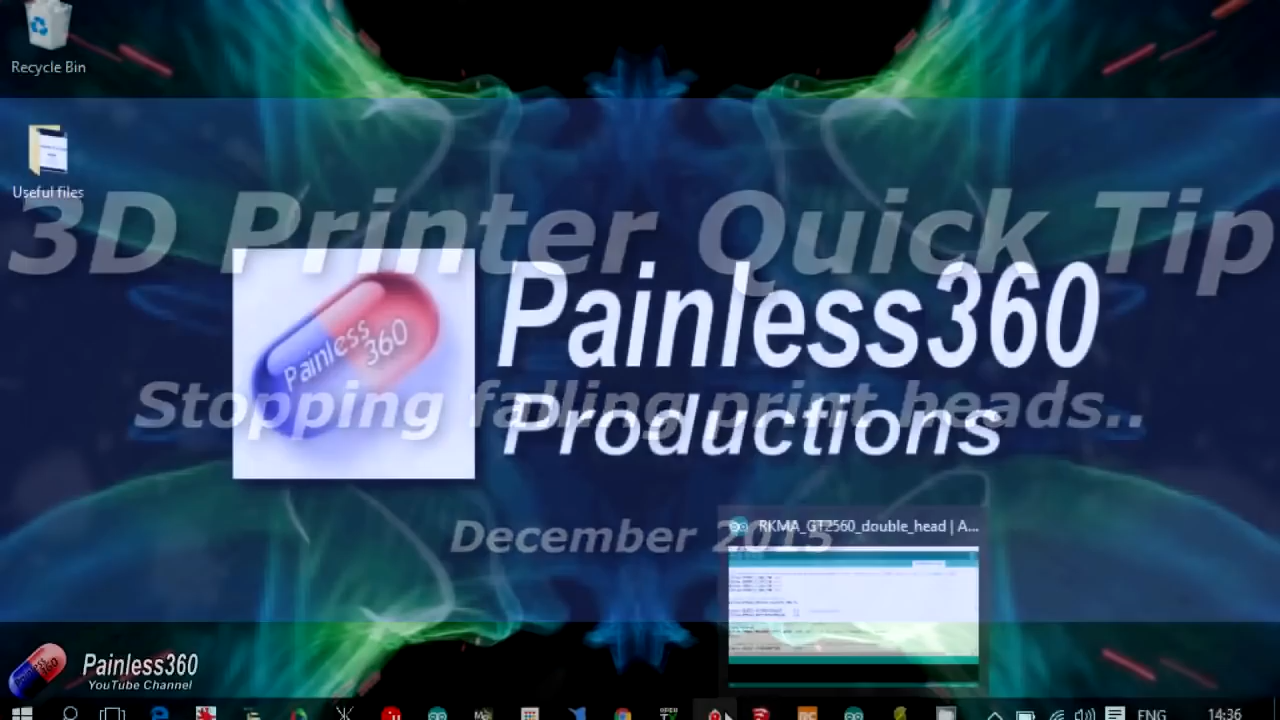 Recycle Bin
Useful files
3D Printer Quick Tip
Painless
360
Painless360
Productions
Stopping falling print heads..
December 2015
RKMA_GT2560_double_head | A...
Painless360
YouTube Channel
ENG
14:36